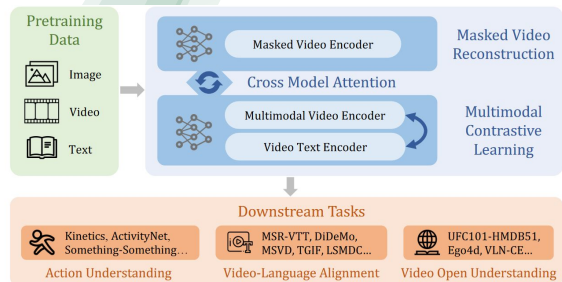 Pretraining
Data
Image
Video
Text
Masked Video Encoder
Masked Video
Reconstruction
Cross Model Attention
Multimodal Video Encoder
Video Text Encoder
Multimodal
Contrastive
Learning
Downstream Tasks
Kinetics, ActivityNet,
Something-Something...
Action Understanding
MSR-VTT, DiDeMo,
MSVD, TGIF, LSMDC...
Video-Language Alignment
UFC101-HMDB51,
Ego4d, VLN-CE...
Video Open Understanding